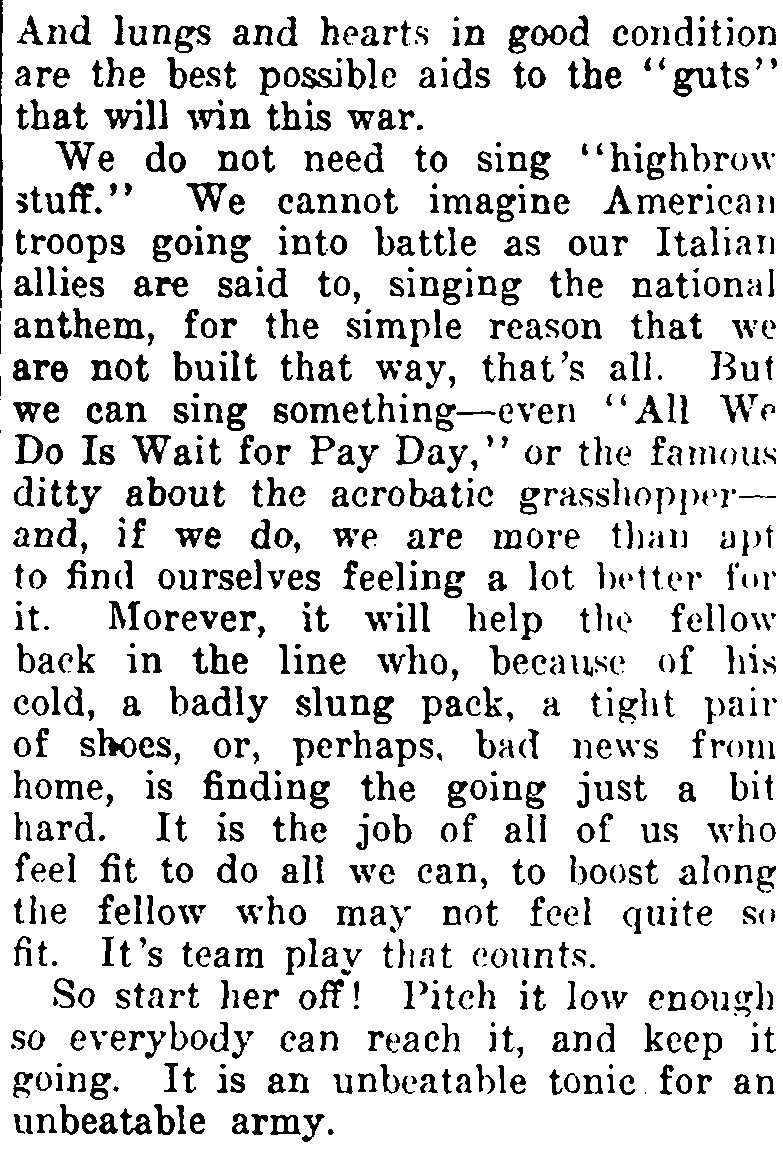 And lungs and hearts in good condition
are the best possible aids to the "guts"
that will win this war.
We do not need to sing "highbrow
stuff." We cannot imagine American
troops going into battle as our Italian
allies are said to, singing the national
anthem, for the simple reason that we
are not built that way, that's all. But
we can sing something—even "All We
Do Is Wait for Pay Day," or the famous
ditty about the acrobatic grasshopper—
and, if we do, we are more than apt
to find ourselves feeling a lot better for
it. Morever, it will help the fellow
back in the line who, because of his
cold, a badly slung pack, a tight pair
of shoes, or, perhaps, bad news from
home, is finding the going just a bit
hard. It is the job of all of us who
feel fit to do all we can, to boost along
the fellow who may not feel quite so
fit. It's team play that counts.
So start her off! Pitch it low enough
so everybody can reach it, and keep it
going. It is an unbeatable tonic for an
unbeatable army.